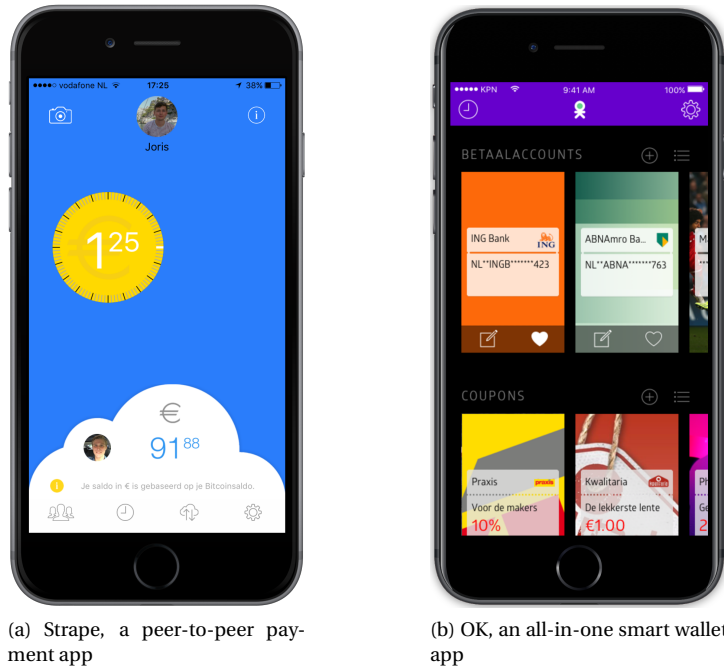 vodafone NL 17:25 38%
i
Joris
€
1 25
€
91 88
i Je saldo in € is gebaseerd op je Bitcoinsaldo.
(a) Strape, a peer-to-peer pay-
ment app
KPN 9:41 AM 100%
BETAALACCOUNTS
ING Bank ING
NL**INGB*******423
ABNAmro Ba...
NL**ABNA*******763
COUPONS
Praxis praxis
Voor de makers
10%
Kwalitaria
De lekkerste lente
€1.00
(b) OK, an all-in-one smart wallet
app